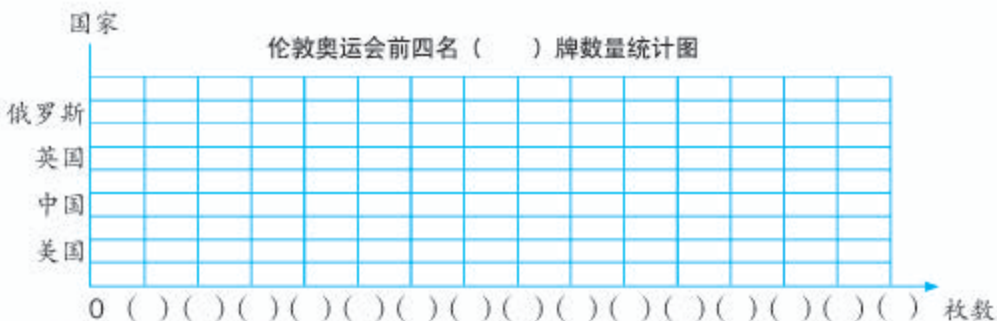 国家
伦敦奥运会前四名（　　）牌数量统计图
俄罗斯
英国
中国
美国
0 （ ）（ ）（ ）（ ）（ ）（ ）（ ）（ ）（ ）（ ）（ ）（ ）（ ）（ ）（ ） 枚数